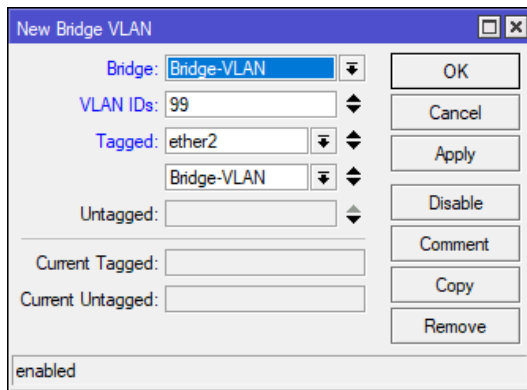 New Bridge VLAN
Bridge: Bridge-VLAN
VLAN IDs: 99
Tagged: ether2
Bridge-VLAN
Untagged:
Current Tagged:
Current Untagged:
OK
Cancel
Apply
Disable
Comment
Copy
Remove
enabled